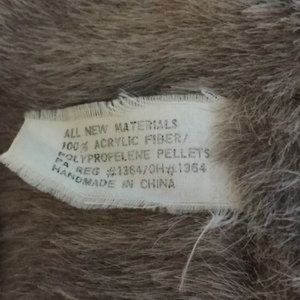 ALL NEW MATERIALS
100% ACRYLIC FIBER/
POLYPROPELENE PELLETS
PA REG #1364/OH#1364
HANDMADE IN CHINA